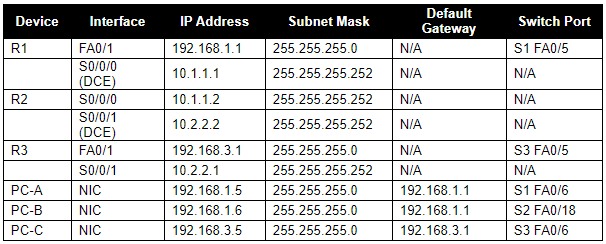 Device Interface IP Address Subnet Mask Default Gateway Switch Port
R1 FA0/1 192.168.1.1 255.255.255.0 N/A S1 FA0/5
S0/0/0 (DCE) 10.1.1.1 255.255.255.252 N/A N/A
R2 S0/0/0 10.1.1.2 255.255.255.252 N/A N/A
S0/0/1 (DCE) 10.2.2.2 255.255.255.252 N/A N/A
R3 FA0/1 192.168.3.1 255.255.255.0 N/A S3 FA0/5
S0/0/1 10.2.2.1 255.255.255.252 N/A N/A
PC-A NIC 192.168.1.5 255.255.255.0 192.168.1.1 S1 FA0/6
PC-B NIC 192.168.1.6 255.255.255.0 192.168.1.1 S2 FA0/18
PC-C NIC 192.168.3.5 255.255.255.0 192.168.3.1 S3 FA0/6